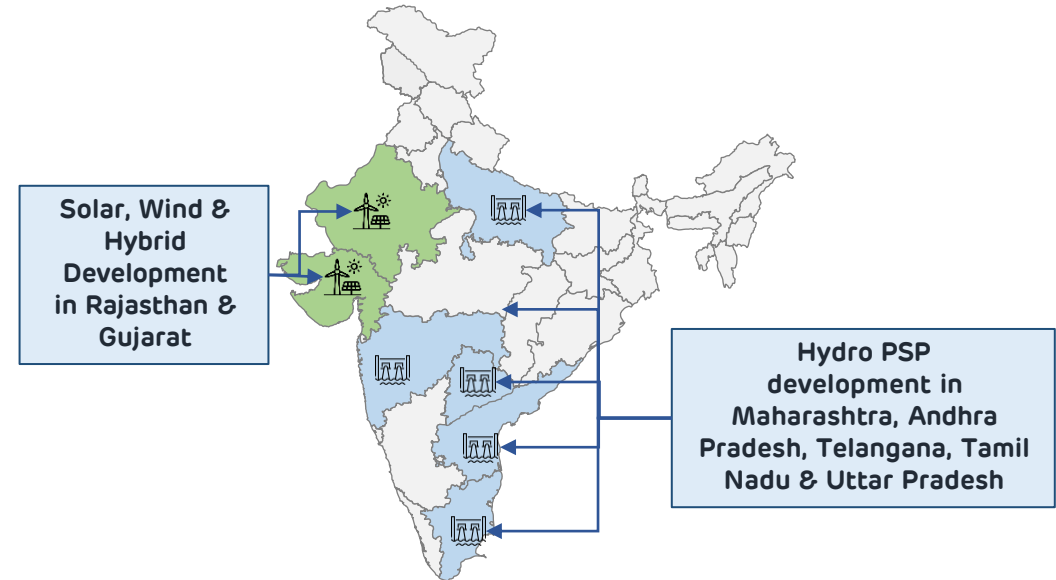 Solar, Wind &
Hybrid
Development
in Rajasthan &
Gujarat
Hydro PSP
development in
Maharashtra, Andhra
Pradesh, Telangana, Tamil
Nadu & Uttar Pradesh